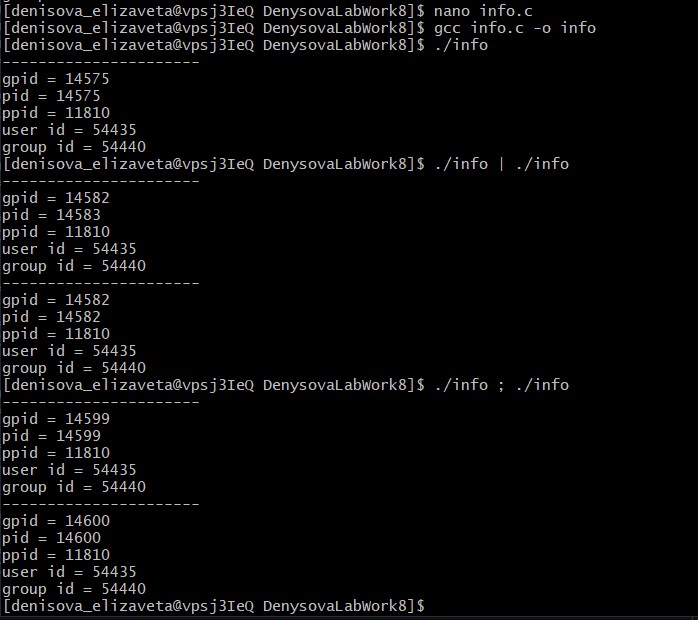 [denisova_elizaveta@vpsj3IeQ DenysovaLabWork8]$ nano info.c
[denisova_elizaveta@vpsj3IeQ DenysovaLabWork8]$ gcc info.c -o info
[denisova_elizaveta@vpsj3IeQ DenysovaLabWork8]$ ./info
----------------------
gpid = 14575
pid = 14575
ppid = 11810
user id = 54435
group id = 54440
[denisova_elizaveta@vpsj3IeQ DenysovaLabWork8]$ ./info | ./info
----------------------
gpid = 14582
pid = 14583
ppid = 11810
user id = 54435
group id = 54440
----------------------
gpid = 14582
pid = 14582
ppid = 11810
user id = 54435
group id = 54440
[denisova_elizaveta@vpsj3IeQ DenysovaLabWork8]$ ./info ; ./info
----------------------
gpid = 14599
pid = 14599
ppid = 11810
user id = 54435
group id = 54440
----------------------
gpid = 14600
pid = 14600
ppid = 11810
user id = 54435
group id = 54440
[denisova_elizaveta@vpsj3IeQ DenysovaLabWork8]$